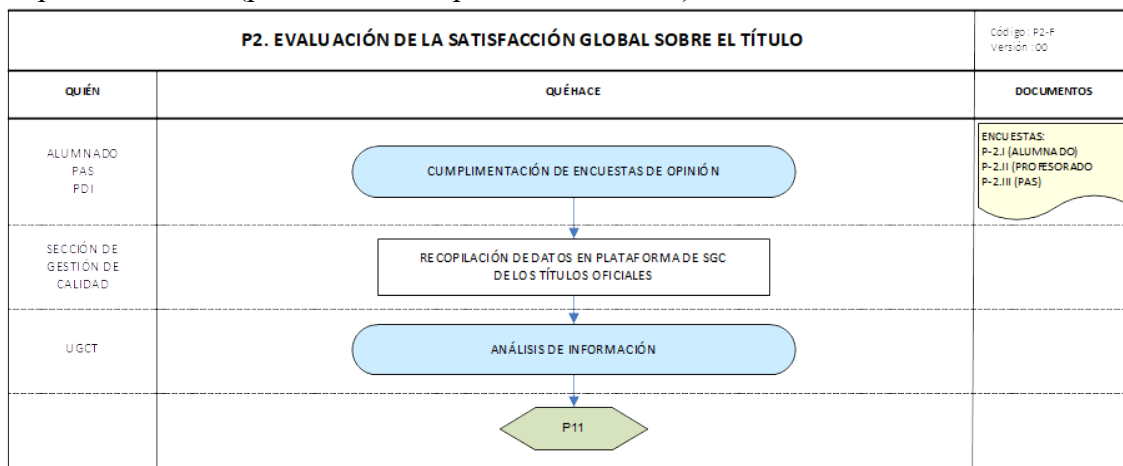 P2. EVALUACIÓN DE LA SATISFACCIÓN GLOBAL SOBRE EL TÍTULO
Código: P2-F
Versión: 00
QUIÉN
QUÉ HACE
DOCUMENTOS
ALUMNADO
PAS
PDI
CUMPLIMENTACIÓN DE ENCUESTAS DE OPINIÓN
ENCUESTAS:
P-2.I (ALUMNADO)
P-2.II (PROFESORADO
P-2.III (PAS)
SECCIÓN DE
GESTIÓN DE
CALIDAD
RECOPILACIÓN DE DATOS EN PLATAFORMA DE SGC
DE LOS TÍTULOS OFICIALES
UGCT
ANÁLISIS DE INFORMACIÓN
P11